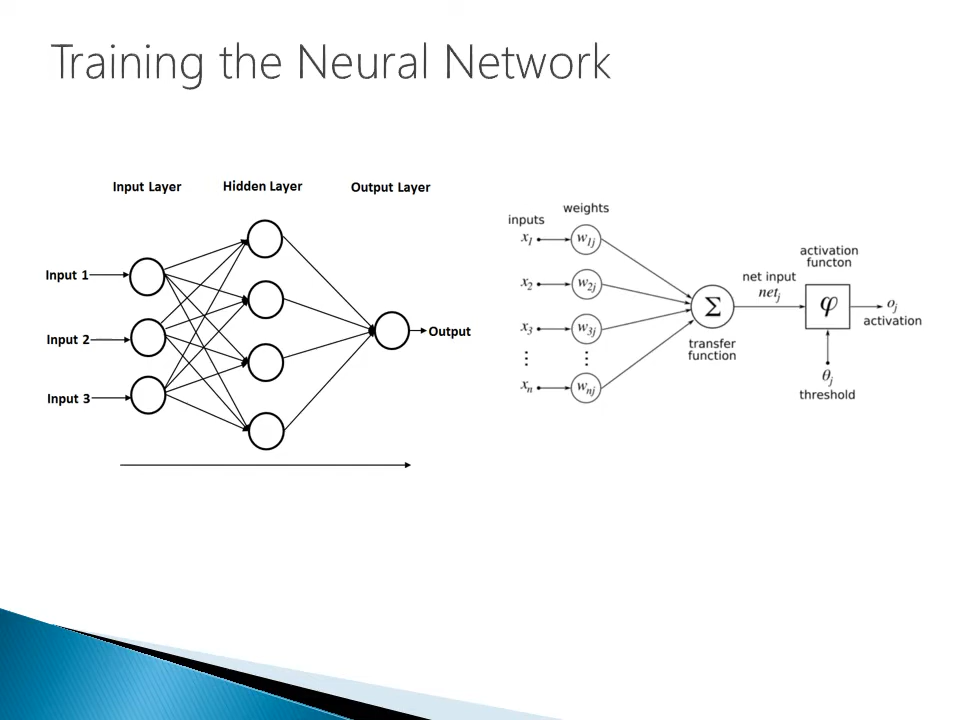 Training the Neural Network
Input Layer
Hidden Layer
Output Layer
Input 1
Input 2
Input 3
Output
inputs
weights
x1
w1j
x2
w2j
x3
w3j
⋮ ⋮
xn
wnj
Σ
transfer
function
net input
netj
activation
functon
φ
oj
activation
θj
threshold